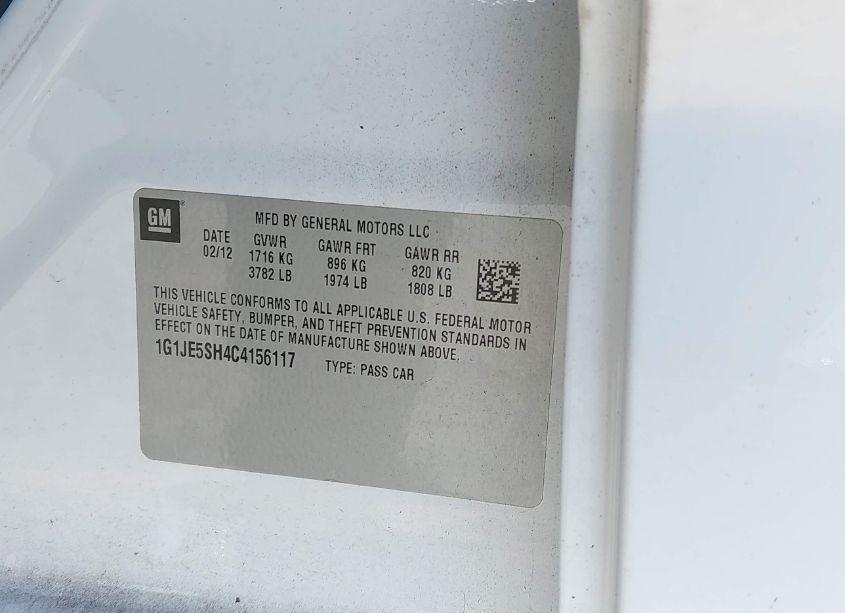 GM®
MFD BY GENERAL MOTORS LLC
DATE GVWR GAWR FRT GAWR RR
02/12 1716 KG 896 KG 820 KG
3782 LB 1974 LB 1808 LB
THIS VEHICLE CONFORMS TO ALL APPLICABLE U.S. FEDERAL MOTOR
VEHICLE SAFETY, BUMPER, AND THEFT PREVENTION STANDARDS IN
EFFECT ON THE DATE OF MANUFACTURE SHOWN ABOVE.
1G1JE5SH4C4156117 TYPE: PASS CAR